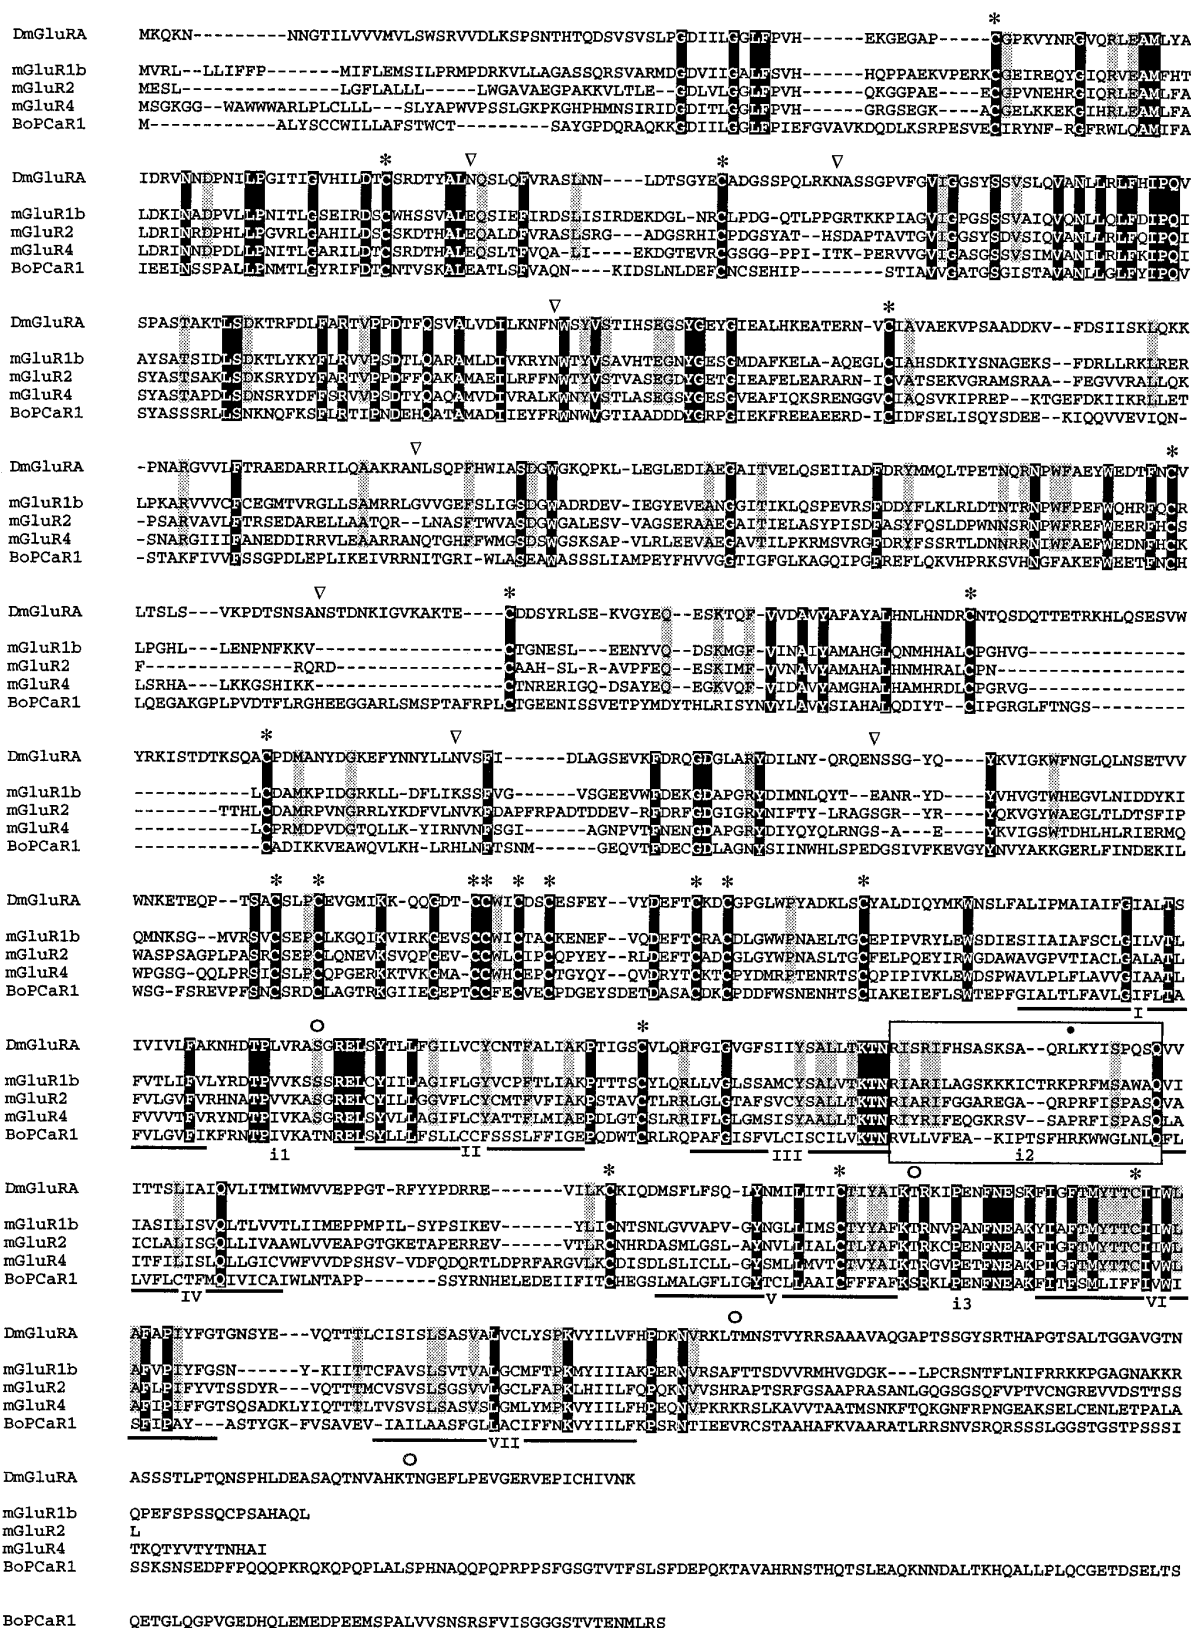 *
DmGluRA MKQKN---------NNGTILVVVMVLSWSRVVDLKSPSNTHTQDSVSVSLPGDIILGGLFPVH------EKGEGAP-----CGPKVYNRGVQRLEAMLYA
mGluR1b MVRL--LLIFFP-------MIFLEMSILPRMPDRKVLLAGASSQRSVARMDGDVIIGALFSVH------HQPPAEKVPERKCGEIREQYGIQRVEAMFHT
mGluR2 MESL---------------LGFLALLL-----LWGAVAEGPAKKVLTLE--GDLVLGGLFPVH------QKGGPAE-----ECGPVNEHRGIQRLEAMLFA
mGluR4 MSGKGG--WAWWWARLPLCLLL----SLYAPWVPSSLGKPKGHPHMNSIRIDGDITLGGLFPVH------GRGSEGK-----ACGELKKEKGIHRLEAMLFA
BoPCaR1 M------------ALYSCCWILLAFSTWCT---------SAYGPDQRAQKKGDIILGGLFPIEFGVAVKDQDLKSRPESVECIRYNF-RGFRWLQAMIFA
* ▽ * ▽
DmGluRA IDRVNNDPNILPGITIGVHILDTCSRDTYALNQSLQFVRASLNN---LDTSGYECADGSSPQLRKNASSGPVFGVIGGSYSSVSLQVANLLRLFHIPQV
mGluR1b LDKINADPVLLPNITLGSEIRDSCWHSSVALEQSIEFIRDSLISIRDEKDGL-NRCLPDG-QTLPPGRTKKPIAGVIGPGSSSVAIQVQNLLQLFDIPQI
mGluR2 LDRINRDPHLLPGVRLGAHILDSCSKDTHALEQALDFVRASLSRG---ADGSRHICPDGSYAT--HSDAPTAVTGVIGGSYSDVSIQVANLLRLFQIPQI
mGluR4 LDRINNDPDLLPNITLGARILDTCSRDTHALEQSLTFVQA-LI-----EKDGTEVRCGSGG-PPI-ITK-PERVVGVIGASGSSVSIMVANILRLFKIPQI
BoPCaR1 IEEINSSPALLPNMTLGYRIFDTCNTVSKALEATLSFVAQN----KIDSLNLDEFCNCSEHIP------STIAVVGATGSGISTAVANLLGLFYIPQV
▽ *
DmGluRA SPASTAKTLSDKTRFDLFARTVPPDTFQSVALVDILKNFNWSYVSTIHSEGSYGEYGIEALHKEATERN-VCIAVAEKVPSAADDKV--FDSIISKLQKK
mGluR1b AYSATSIDLSDKTLYKYFLRVVPSDTLQARAMLDIVKRYNWTYVSAVHTEGNYGESGMDAFKELA-AQEGLCIAHSDKIYSNAGEKS--FDRLLRKLRER
mGluR2 SYASTSAKLSDKSRYDYFARTVPPDFFQAKAMAEILRFFNWTYVSTVASEGDYGETGIEAFELEARARN-ICVATSEKVGRAMSRAA--FEGVVRALLQK
mGluR4 SYASTAPDLSDNSRYDFFSRVVPSDTYQAQAMVDIVRALKWNYVSTLASEGSYGESGVEAFIQKSRENGGVCIAQSVKIPREP--KTGEFDKIIKRLLET
BoPCaR1 SYASSSRLLSNKNQFKSFLRTIPNDEHQATAMADIIEYFRWNWVGTIAADDDYGRPGIEKFREEAEERD-ICIDFSELISQYSDEE---KIQQVVEVIQN-
▽ *
DmGluRA -PNARGVVLFTRAEDARRILQAAKRANLSQPFHWIASDGWGKQPKL-LEGLEDIAEGAITVELQSEIIADFDRYMMQLTPETNQRNPWFAEYWEDTFNCV
mGluR1b LPKARVVVCFCEGMTVRGLLSAMRRLGVVGEFSLIGSDGWADRDEV-IEGYEVEANGGITIKLQSPEVRSFDDYFLKLRLDTNTRNPWFPEFWQHRFQCR
mGluR2 -PSARVAVLFTRSEDARELLAATQR--LNASFTWVASDGWGALESV-VAGSERAAEGAITIELASYPISDFASYFQSLDPWNNSRNPWFREFWEERFHCS
mGluR4 -SNARGIIIFANEDDIRRVLEAARRANQTGHFFWMGSDSWGSKSAP-VLRLEEVAEGAVTILPKRMSVRGFDRYFSSRTLDNNRRNIWFAEFWEDNFHCK
BoPCaR1 -STAKFIVVFSSGPDLEPLIKEIVRRNITGRI-WLASEAWASSSLIAMPEYFHVVGGTIGFGLKAGQIPGFREFLQKVHPRKSVHNGFAKEFWEETFNCH
▽ * *
DmGluRA LTSLS---VKPDTSNSANSTDNKIGVKAKTE----CDDSYRLSE-KVGYEQ--ESKTQF-VVDAVYAFAYALHNLHNDRCNTQSDQTTETRKHLQSESVW
mGluR1b LPGHL---LENPNFKKV------------------CTGNESL--EENYVQ--DSKMGF-VINAIYAMAHGLQNMHHALCPGHVG---------------
mGluR2 F--------------RQRD----------------CAAH-SL-R-AVPFEQ--ESKIMF-VVNAVYAMAHALHNMHRALCPN------------------
mGluR4 LSRHA---LKKGSHIKK------------------CTNRERIGQ-DSAYEQ--EGKVQF-VIDAVYAMGHALHAMHRDLCPGRVG---------------
BoPCaR1 LQEGAKGPLPVDTFLRGHEEGGARLSMSPTAFRPLCTGEENISSVETPYMDYTHLRISYNVYLAVYSIAHALQDIYT--CIPGRGLFTNGS---------
* ▽ ▽
DmGluRA YRKISTDTKSQACPDMANYDGKEFYNNYLLNVSFI------DLAGSEVKFDRQGDGLARYDILNY-QRQENSSG-YQ----YKVIGKWFNGLQLNSETVV
mGluR1b ------------LCDAMKPIDGRKLL-DFLIKSSFVG-----VSGEEVWFDEKGDAPGRYDIMNLQYT--EANR-YD----YVHVGTWHEGVLNIDDYKI
mGluR2 --------TTHLCDAMRPVNGRRLYKDFVLNVKFDAPFRPADTDDEV-RFDRFGDGIGRYNIFTY-LRAGSGR--YR----YQKVGYWAEGLTLDTSFIP
mGluR4 -----------LCPRMDPVDGTQLLK-YIRNVNFSGI-----AGNPVTFNENGDAPGRYDIYQYQLRNGS-A--E-----YKVIGSWTDHLHLRIERMQ
BoPCaR1 -----------CADIKKVEAWQVLKH-LRHLNFTSNM-----GEQVTFDECGDLAGNYSIINWHLSPEDGSIVFKEVGYYNVYAKKGERLFINDEKIL
* * ** * * * * *
DmGluRA WNKETEQP--TSACSLPCEVGMIKK-QQGDT-CCWICDSCESFEY--VYDEFTCKDCGPGLWPYADKLSCYALDIQYMKWNSLFALIPMAIAIFGIALTS
mGluR1b QMNKSG--MVRSVCSEPCLKGQIKVIRKGEVSCCWICTACKENEF--VQDEFTCRACDLGWWPNAELTGCEPIPVRYLEWSDIESIIAIAFSCLGILVTL
mGluR2 WASPSAGPLPASRCSEPCLQNEVKSVQPGEV-CCWLCIPCQPYEY--RLDEFTCADCGLGYWPNASLTGCFELPQEYIRWGDAWAVGPVTIACLGALATL
mGluR4 WPGSG-QQLPRSICSLPCQPGERKKTVKGMA-CCWHCEPCTGYQY--QVDRYTCKTCPYDMRPTENRTSCQPIPIVKLEWDSPWAVLPLFLAVVGIAATL
BoPCaR1 WSG-FSREVPFSNCSRDCLAGTRKGIIEGEPTCCFECVECPDGEYSDETDASACDKCPDDFWSNENHTSCIAKEIEFLSWTEPFGIALTLFAVLGIFLTA
I
○ * •
DmGluRA IVIVLFAKNHDTPLVRASGRELSYTLLFGILVCYCNTFALIAKPTIGSCVLQRFGIGVGFSIIYSALLTKTNRISRIFHSASKSA--QRLKYISPQSQVV
mGluR1b FVTLIFVLYRDTPVVKSSSRELCYIILAGIFLGYVCPFTLIAKPTTTSCYLQRLLVGLSSAMCYSALVTKTNRIARILAGSKKKICTRKPRFMSAWAQVI
mGluR2 FVLGVFVRHNATPVVKASGRELCYILLGGVFLCYCMTFVFIAKPSTAVCTLRRLGLGTAFSVCYSALLTKTNRIARIFGGAREGA--QRPRFISPASQVA
mGluR4 FVVVTFVRYNDTPIVKASGRELSYVLLAGIFLCYATTFLMIAEPDLGTCSLRRIFLGLGMSISYAALLTKTNRIYRIFEQGKRSV--SAPRFISPASQLA
BoPCaR1 FVLGVFIKFRNTPIVKATNRELSYLLLFSLLCCFSSSLFFIGEPQDWTCRLRQPAFGISFVLCISCILVKTNRVLLVFEA--KIPTSFHRKWWGLNLQFL
i1 II III i2
* * ○ *
DmGluRA ITTSLIAIQVLITMIWMVVEPPGT-RFYYPDRRE------VILKCKIQDMSFLFSQ-LYNMILITICTIYAIKTRKIPENFNESKFIGFTMYTTCIIWL
mGluR1b IASILISVQLTLVVTLIIMEPPMPIL-SYPSIKEV------YLICNTSNLGVVAPV-GYNGLLIMSCTYYAFKTRNVPANFNEAKYIAFTMYTTCIIWL
mGluR2 ICLALISGQLLIVAAWLVVEAPGTGKETAPERREV------VTLRCNHRDASMLGSL-AYNVLLIALCTLYAFKTRKCPENFNEAKFIGFTMYTTCIIWL
mGluR4 ITFILISLQLLGICVWFVVDPSHSV-VDFQDQRTLDPRFARGVLKCDISDLSLICLL-GYSMLLMVTCTVYAIKTRGVPETFNEAKPIGFTMYTTCIIWL
BoPCaR1 LVFLCTFMQIVICAIWLNTAPP------SSYRNHELEDEIIFITCHEGSLMALGFLIGYTCLLAAICFFFAFKSRKLPENFNEAKFITFSMLIFFIVWI
IV V i3 VI
○
DmGluRA AFAPIYFGTGNSYE---VQTTTLCISISLSASVALVCLYSPKVYILVFHPDKNVRKLTMNSTVYRRSAAAVAQGAPTSSGYSRTHAPGTSALTGGAVGTN
mGluR1b AFVPIYFGSN------Y-KIITTCFAVSLSVTVALGCMFTPKMYIIIAKPERNVRSAFTTSDVVRMHVGDGK---LPCRSNTFLNIFRRKKPGAGNAKKR
mGluR2 AFLPIFYVTSSDYR---VQTTTMCVSVSLSGSVVLGCLFAPKLHIILFQPQKNVVSHRAPTSRFGSAAPRASANLGQGSGSQFVPTVCNGREVVDSTTSS
mGluR4 AFIPIFFGTSQSADKLYIQTTTLTVSVSLSASVSLGMLYMPKVYIILFHPEQNVPKRKRSLKAVVTAATMSNKFTQKGNFRPNGEAKSELCENLETPALA
BoPCaR1 SFIPAY---ASTYGK-FVSAVEV-IAILAASFGLLACIFFNKVYIILFKPSRNTIEEVRCSTAAHAFKVAARATLRRSNVSRQRSSSLGGSTGSTPSSSI
VII
○
DmGluRA ASSSTLPTQNSPHLDEASAQTNVAHKTNGEFLPEVGERVEPICHIVNK
mGluR1b QPEFSPSSQCPSAHAQL
mGluR2 L
mGluR4 TKQTYVTYTNHAI
BoPCaR1 SSKSNSEDPFPQQQPKRQKQPQPLALSPHNAQQPQPRPPSFGSGTVTFSLSFDEPQKTAVAHRNSTHQTSLEAQKNNDALTKHQALLPLQCGETDSELTS
BoPCaR1 QETGLQGPVGEDHQLEMEDPEEMSPALVVSNSRSFVISGGGSTVTENMLRS